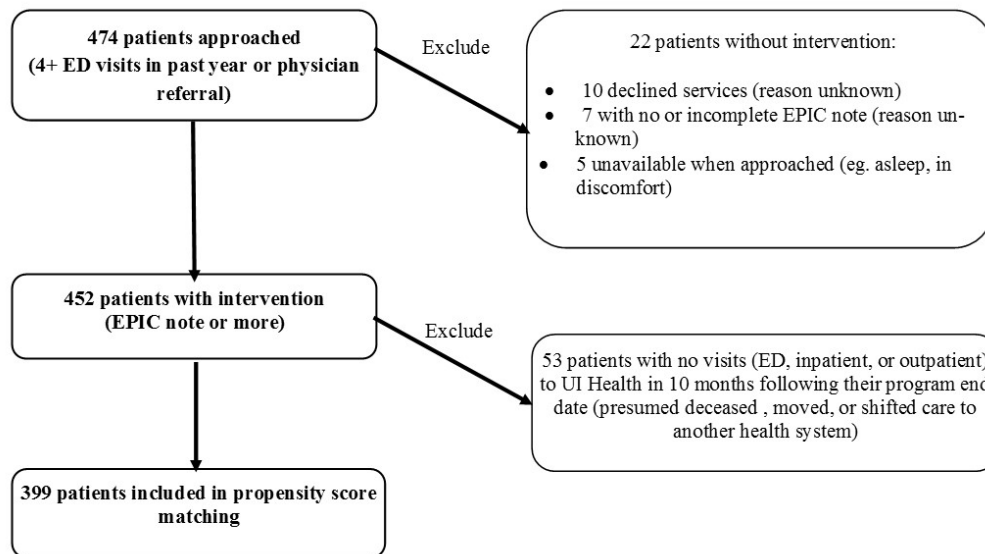 474 patients approached
(4+ ED visits in past year or physician
referral)
Exclude
22 patients without intervention:
• 10 declined services (reason unknown)
• 7 with no or incomplete EPIC note (reason un-
known)
• 5 unavailable when approached (eg. asleep, in
discomfort)
452 patients with intervention
(EPIC note or more)
Exclude
53 patients with no visits (ED, inpatient, or outpatient)
to UI Health in 10 months following their program end
date (presumed deceased , moved, or shifted care to
another health system)
399 patients included in propensity score
matching